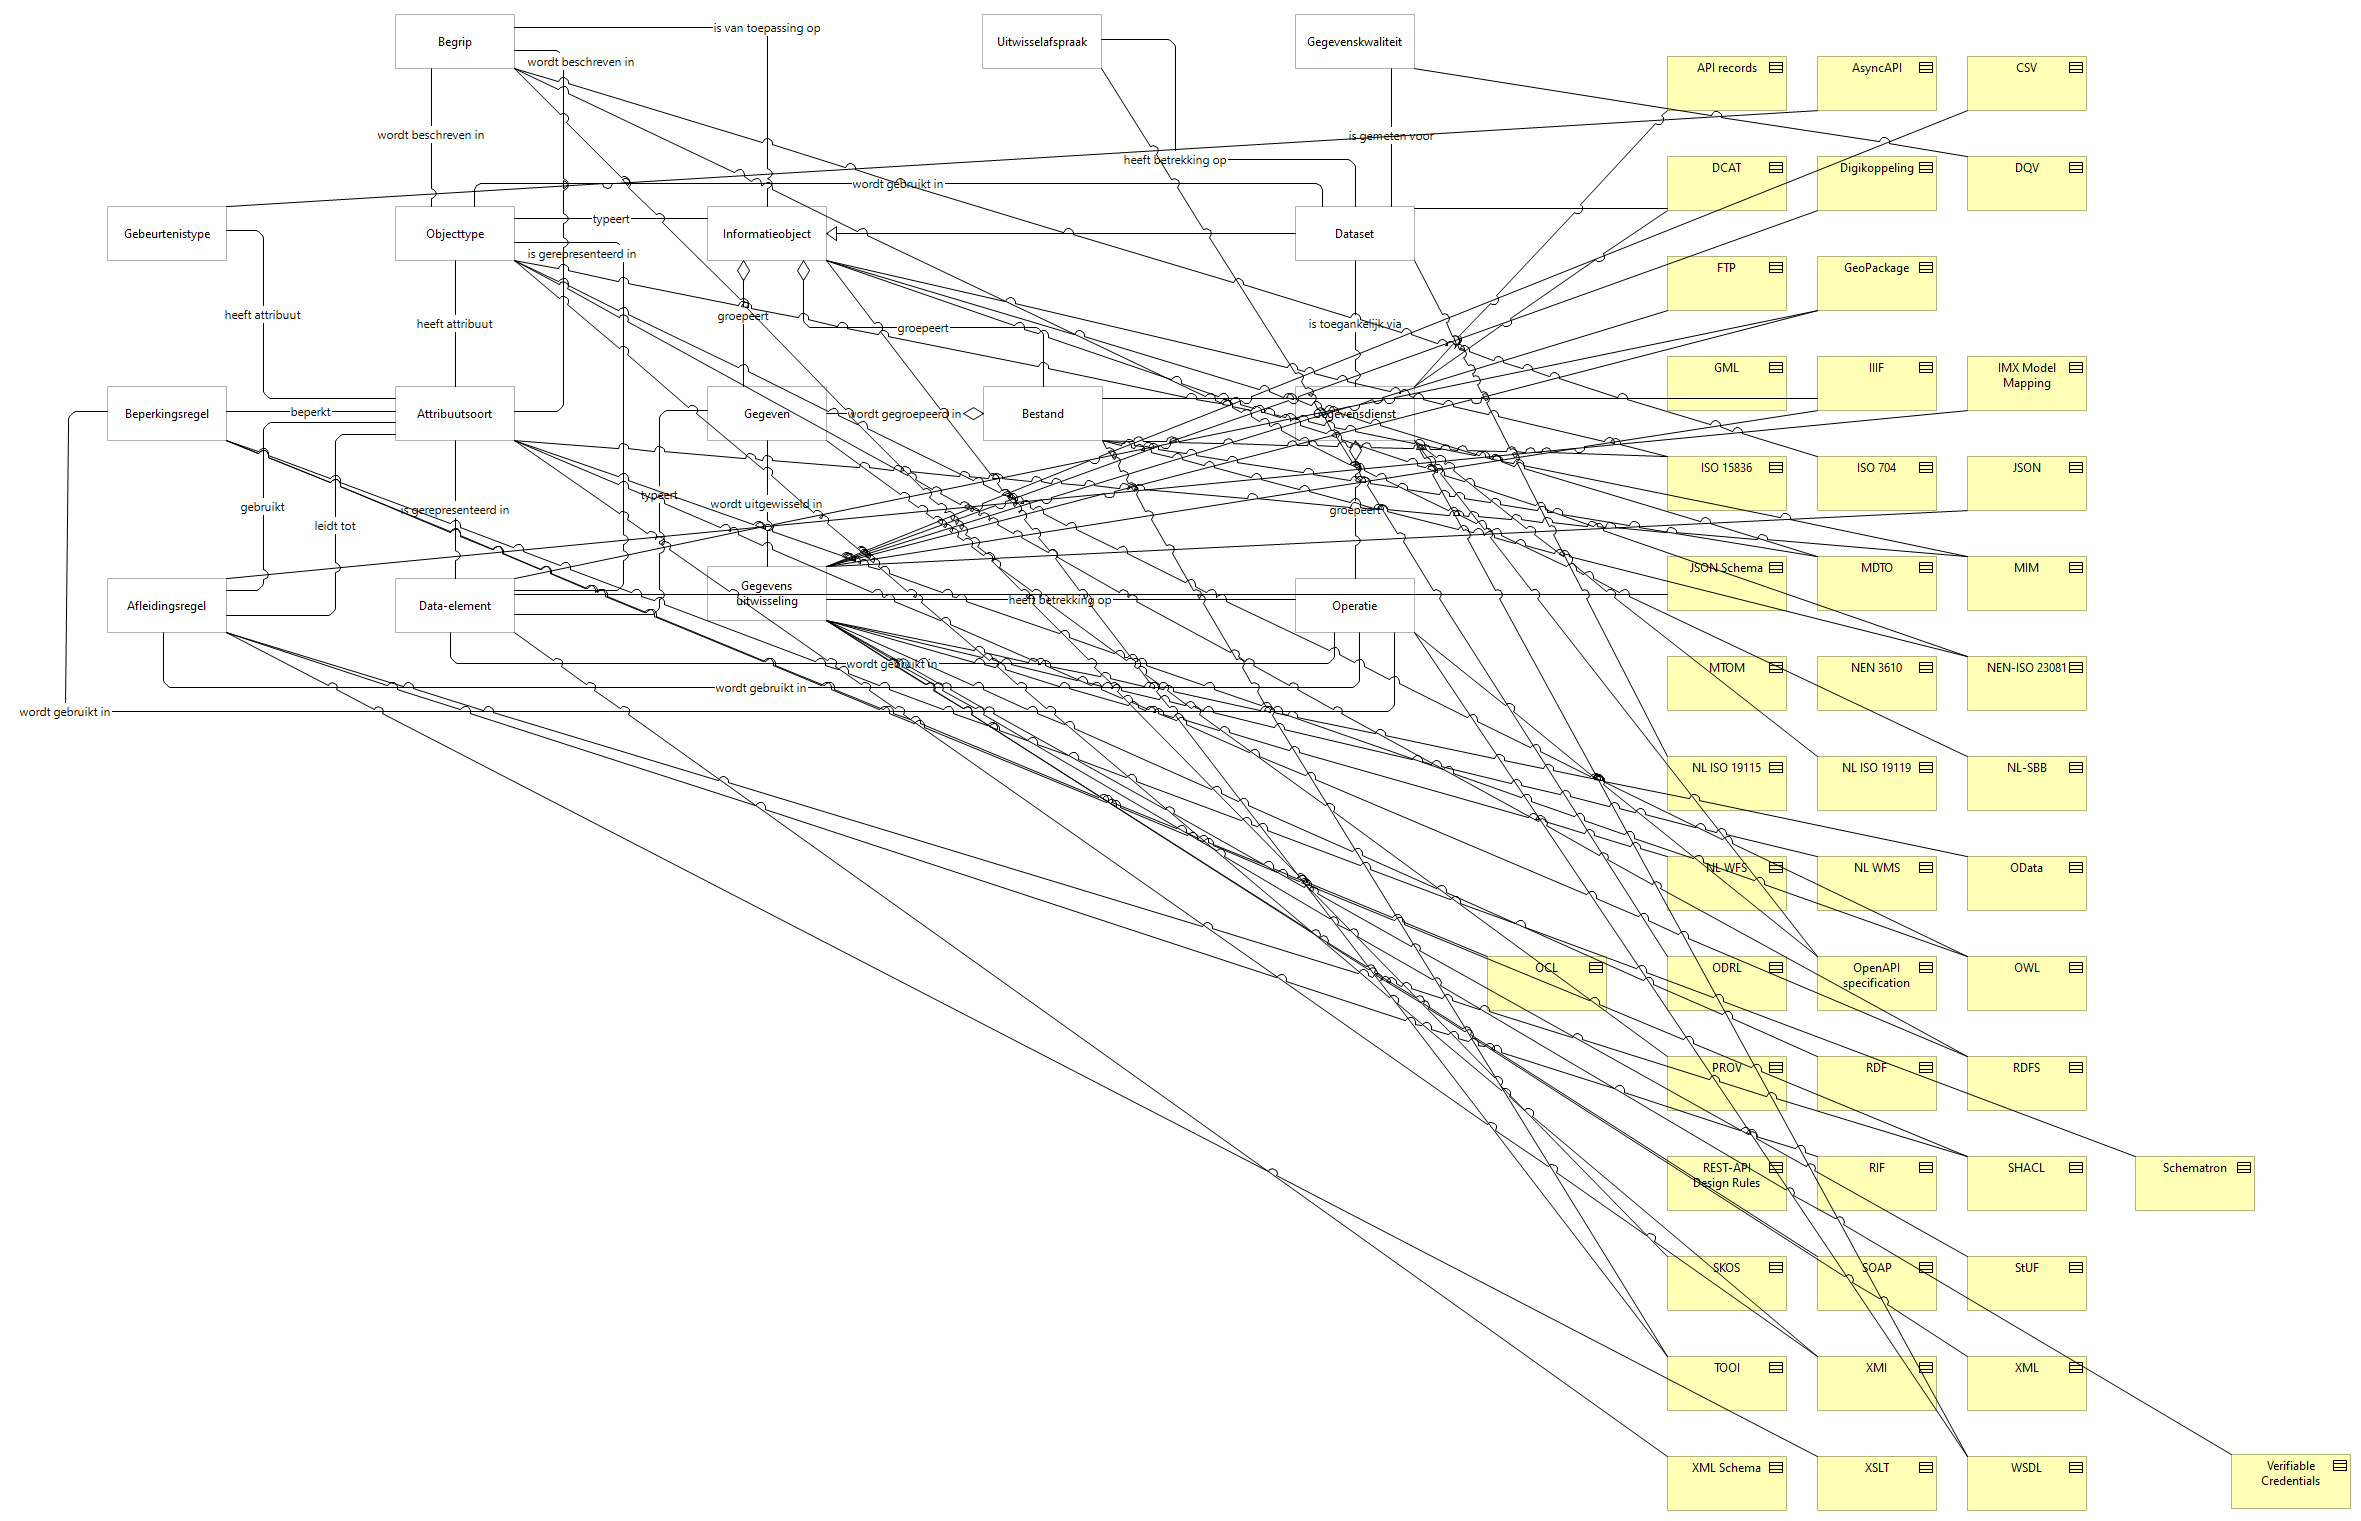 Begrip
is van toepassing op
Uitwisselafspraak
Gegevenskwaliteit
wordt beschreven in
API records
AsyncAPI
CSV
wordt beschreven in
is gemeten voor
heeft betrekking op
DCAT
Digikoppeling
DQV
wordt gebruikt in
typeert
Gebeurtenistype
Objecttype
Informatieobject
Dataset
is gerepresenteerd in
FTP
GeoPackage
heeft attribuut
heeft attribuut
groepeert
groepeert
is toegankelijk via
GML
IIIF
IMX Model
Mapping
Beperkingsregel
beperkt
Attribuutsoort
Gegeven
wordt gegroepeerd in
Bestand
Gegevensdienst
ISO 15836
ISO 704
JSON
typeert
gebruikt
is gerepresenteerd in
wordt uitgewisseld in
groepeert
leidt tot
JSON Schema
MDTO
MIM
Afleidingsregel
Data-element
Gegevens
uitwisseling
heeft betrekking op
Operatie
wordt gebruikt in
MTOM
NEN 3610
NEN-ISO 23081
wordt gebruikt in
wordt gebruikt in
NL ISO 19115
NL ISO 19119
NL-SBB
NL WFS
NL WMS
OData
OCL
ODRL
OpenAPI
specification
OWL
PROV
RDF
RDFS
REST-API
Design Rules
RIF
SHACL
Schematron
SKOS
SOAP
StUF
TOOI
XMI
XML
XML Schema
XSLT
WSDL
Verifiable
Credentials